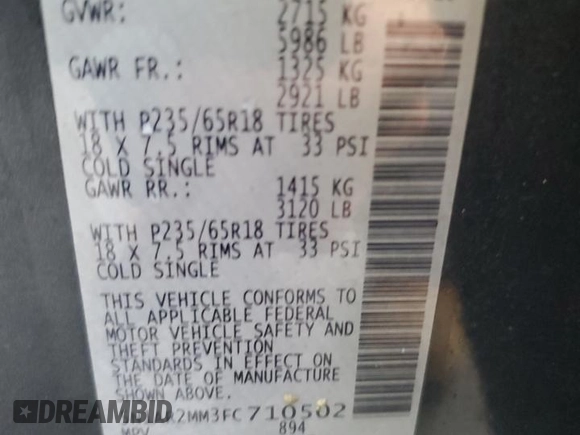 GVWR: 2715 KG
5986 LB
GAWR FR.: 1325 KG
2921 LB
WITH P235/65R18 TIRES
18 X 7.5 RIMS AT 33 PSI
COLD SINGLE
GAWR RR.: 1415 KG
3120 LB
WITH P235/65R18 TIRES
18 X 7.5 RIMS AT 33 PSI
COLD SINGLE
THIS VEHICLE CONFORMS TO
ALL APPLICABLE FEDERAL
MOTOR VEHICLE SAFETY AND
THEFT PREVENTION
STANDARDS IN EFFECT ON
THE DATE OF MANUFACTURE
SHOWN ABOVE.
2MM3FC710502
MPV 894
DREAMBID